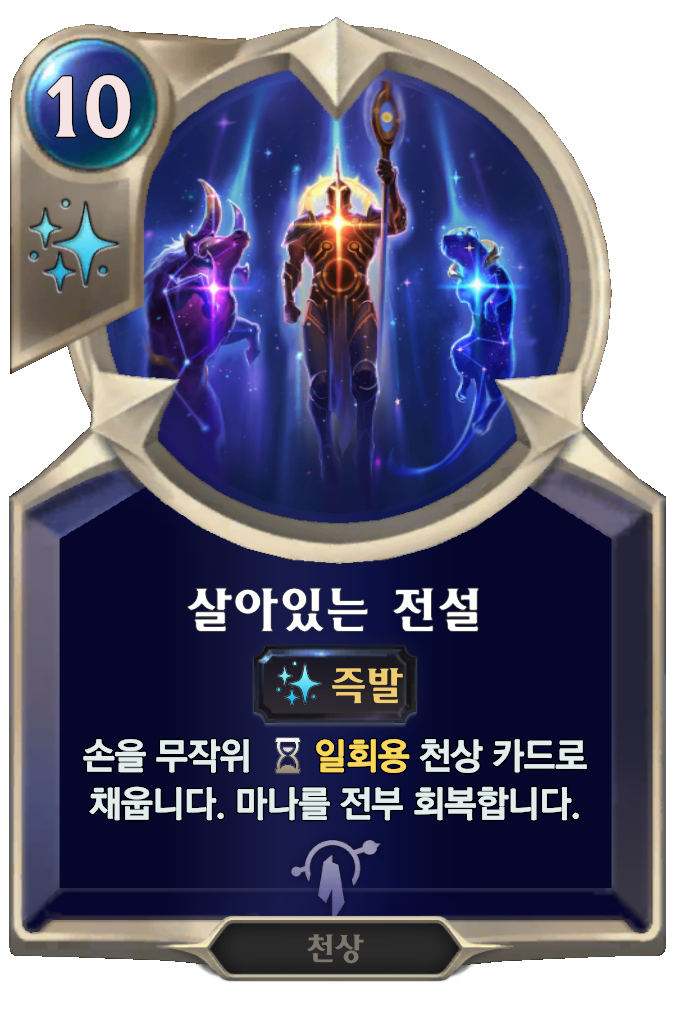 10
살아있는 전설
즉발
손을 무작위 일회용 천상 카드로
채웁니다. 마나를 전부 회복합니다.
천상